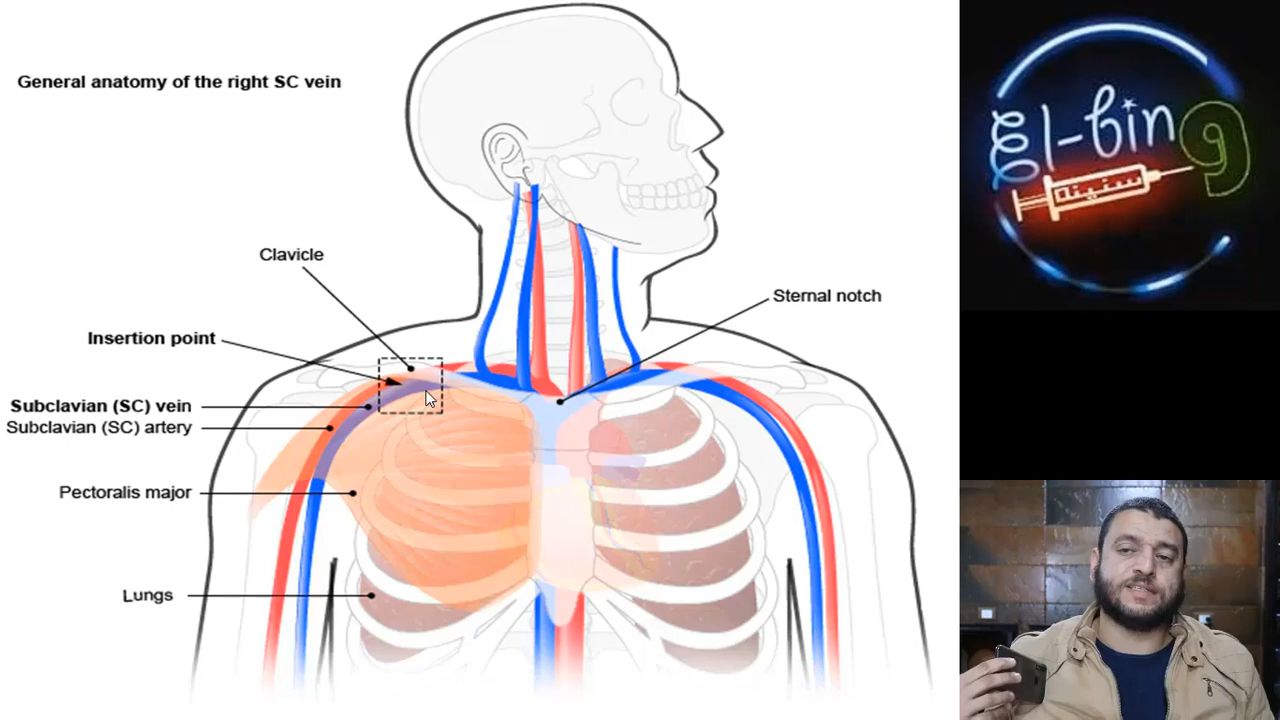 General anatomy of the right SC vein
Clavicle
Sternal notch
Insertion point
Subclavian (SC) vein
Subclavian (SC) artery
Pectoralis major
Lungs
El-bing
سنينه